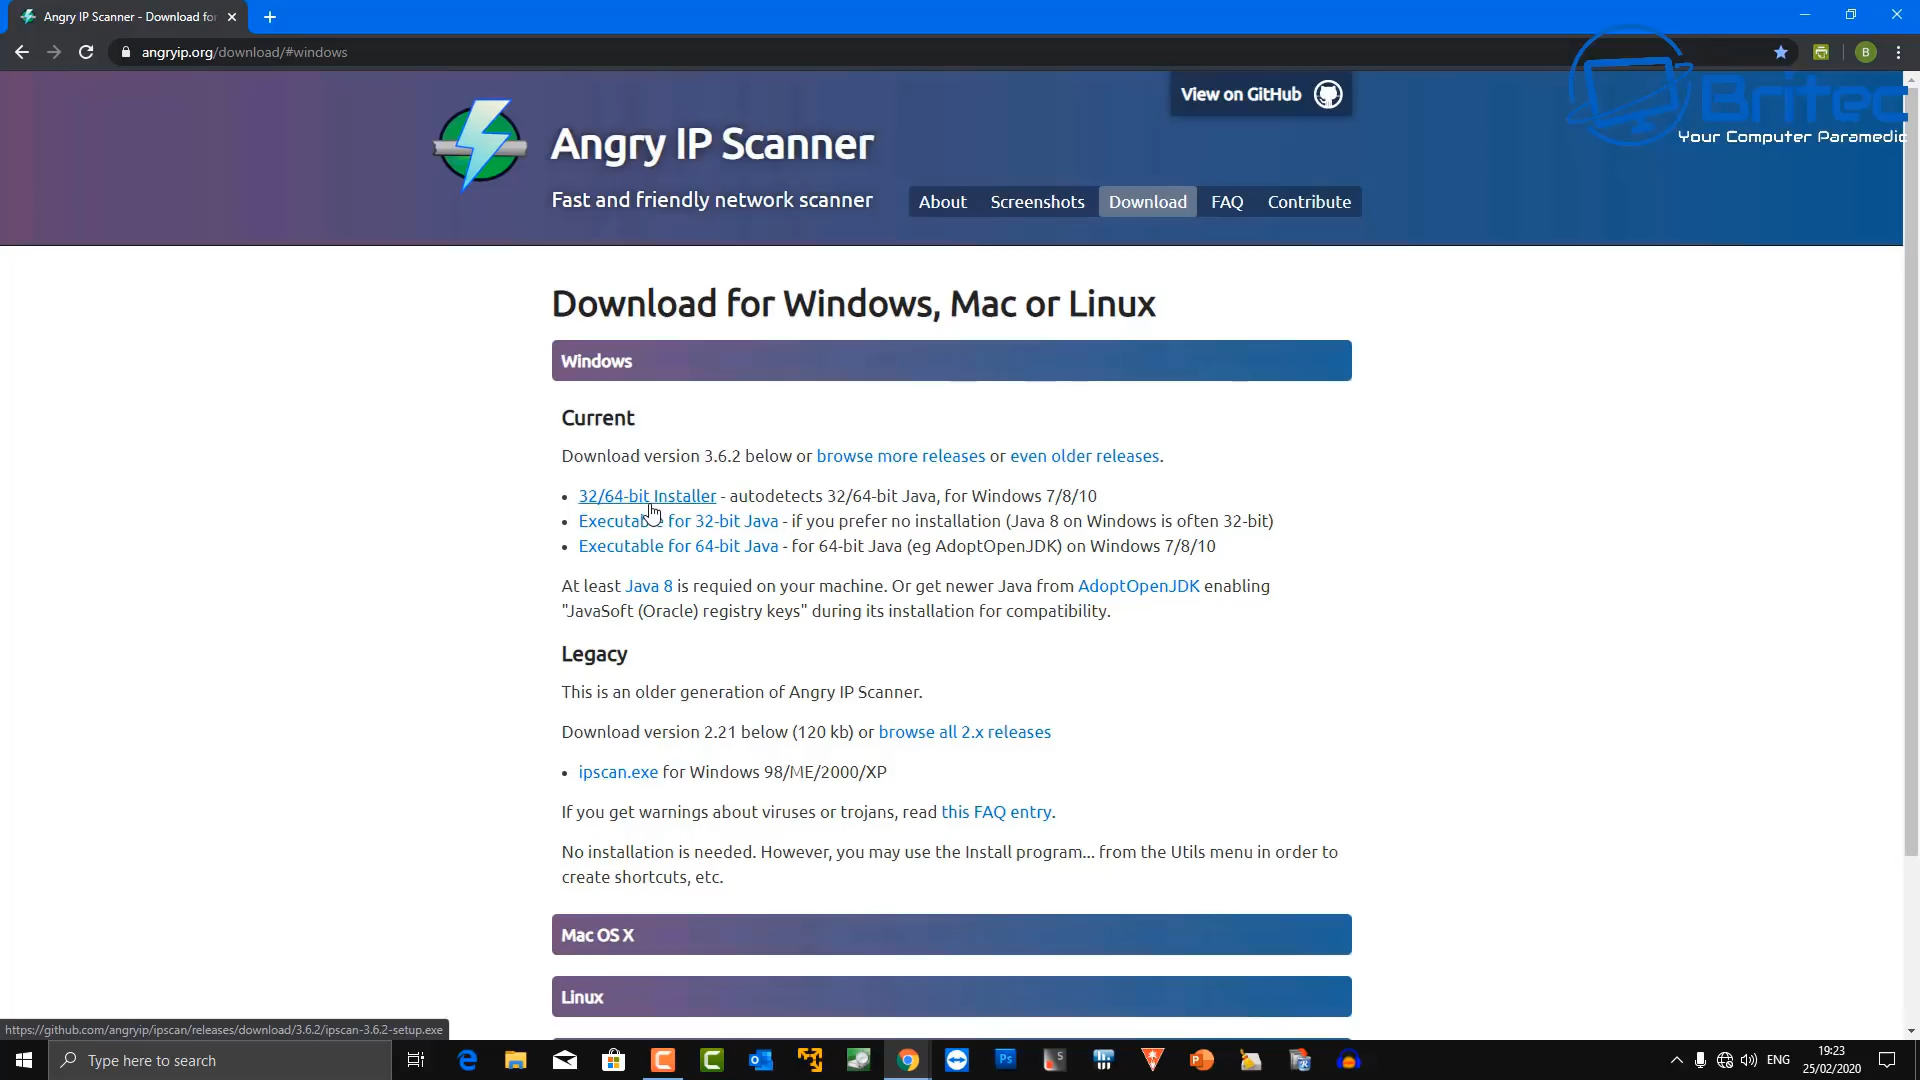 Angry IP Scanner - Download for
angryip.org/download/#windows
View on GitHub
Britec
Your Computer Paramedic
Angry IP Scanner
Fast and friendly network scanner
About Screenshots Download FAQ Contribute
Download for Windows, Mac or Linux
Windows
Current
Download version 3.6.2 below or browse more releases or even older releases.
• 32/64-bit Installer - autodetects 32/64-bit Java, for Windows 7/8/10
• Executable for 32-bit Java - if you prefer no installation (Java 8 on Windows is often 32-bit)
• Executable for 64-bit Java - for 64-bit Java (eg AdoptOpenJDK) on Windows 7/8/10
At least Java 8 is requied on your machine. Or get newer Java from AdoptOpenJDK enabling
"JavaSoft (Oracle) registry keys" during its installation for compatibility.
Legacy
This is an older generation of Angry IP Scanner.
Download version 2.21 below (120 kb) or browse all 2.x releases
• ipscan.exe for Windows 98/ME/2000/XP
If you get warnings about viruses or trojans, read this FAQ entry.
No installation is needed. However, you may use the Install program... from the Utils menu in order to
create shortcuts, etc.
Mac OS X
Linux
https://github.com/angryip/ipscan/releases/download/3.6.2/ipscan-3.6.2-setup.exe
Type here to search
ENG
19:23
25/02/2020